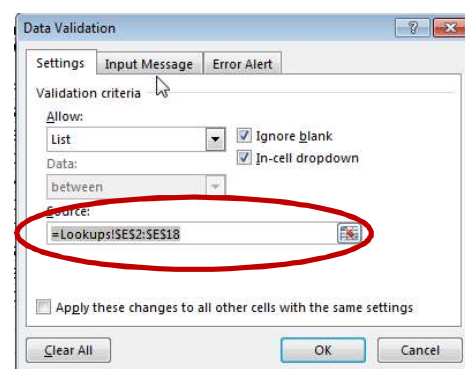 Data Validation
Settings Input Message Error Alert
Validation criteria
Allow:
List
Ignore blank
In-cell dropdown
Data:
between
Source:
=Lookups!$E$2:$E$18
Apply these changes to all other cells with the same settings
Clear All OK Cancel